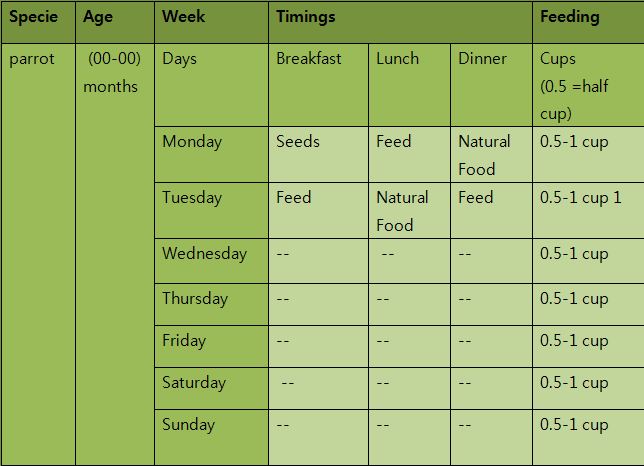 Specie Age Week Timings Feeding
parrot (00-00) Days Breakfast Lunch Dinner Cups
months (0.5 =half
cup)
Monday Seeds Feed Natural 0.5-1 cup
Food
Tuesday Feed Natural Feed 0.5-1 cup 1
Food
Wednesday -- -- -- 0.5-1 cup
Thursday -- -- -- 0.5-1 cup
Friday -- -- -- 0.5-1 cup
Saturday -- -- -- 0.5-1 cup
Sunday -- -- -- 0.5-1 cup